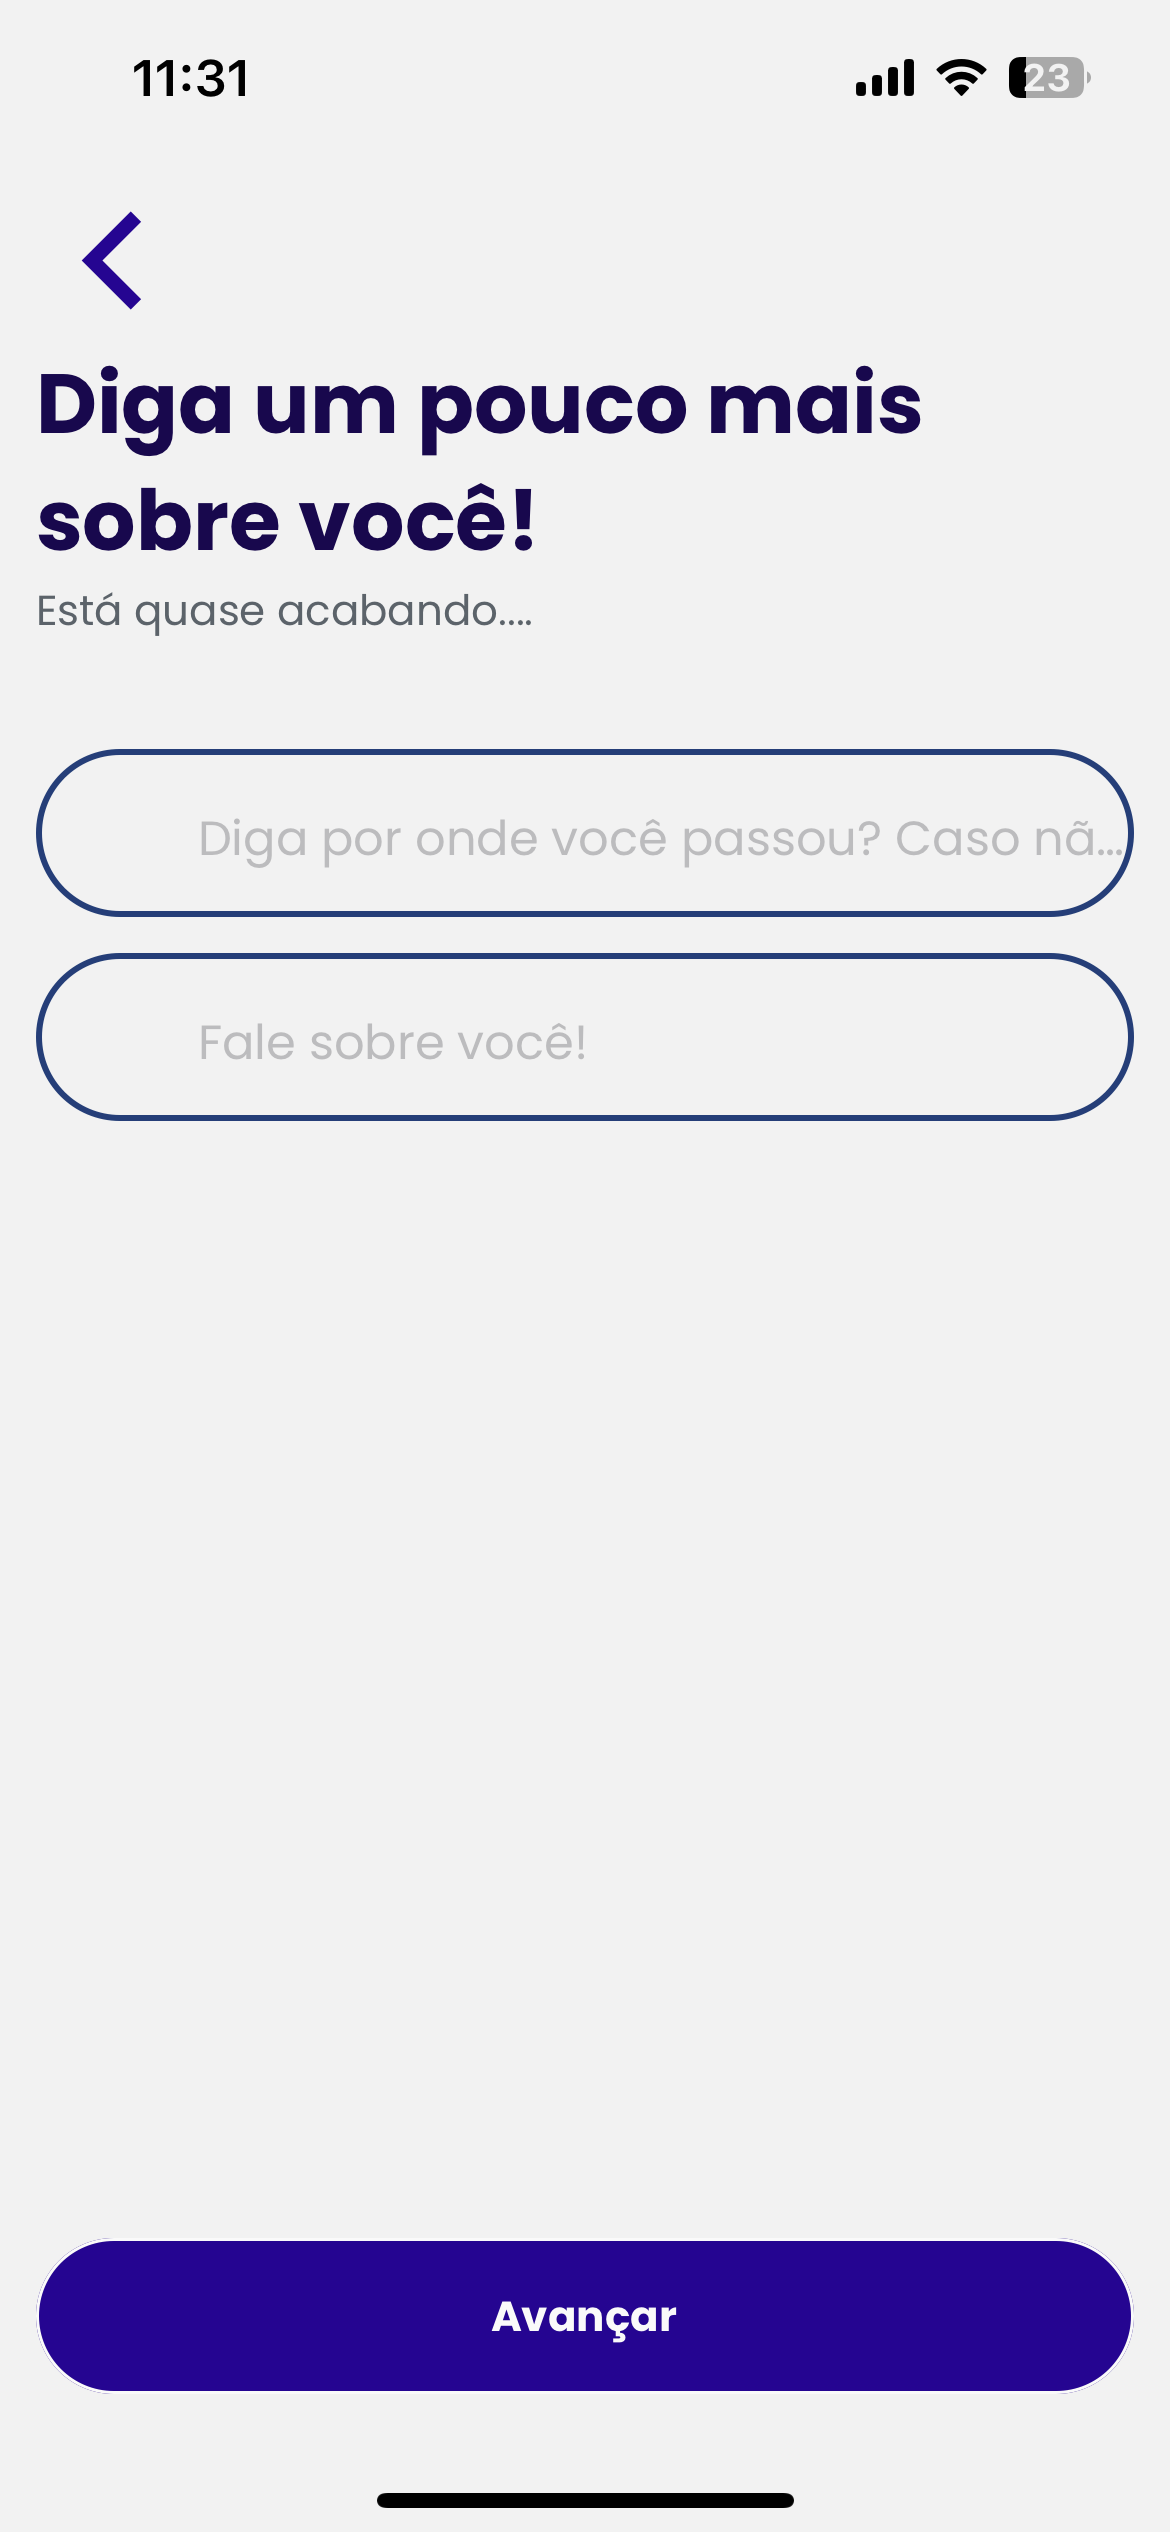 11:31
23
Diga um pouco mais
sobre você!
Está quase acabando....
Diga por onde você passou? Caso nã...
Fale sobre você!
Avançar